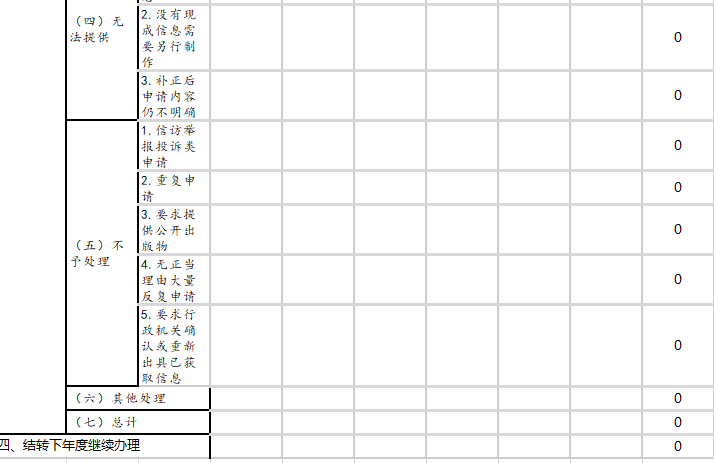 （四）无
法提供
2.没有现
成信息需
要另行制
作
0
3.补正后
申请内容
仍不明确
0
（五）不
予处理
1.信访举
报投诉类
申请
0
2.重复申
请
0
3.要求提
供公开出
版物
0
4.无正当
理由大量
反复申请
0
5.要求行
政机关确
认或重新
出具已获
取信息
0
（六）其他处理
0
（七）总计
0
四、结转下年度继续办理
0